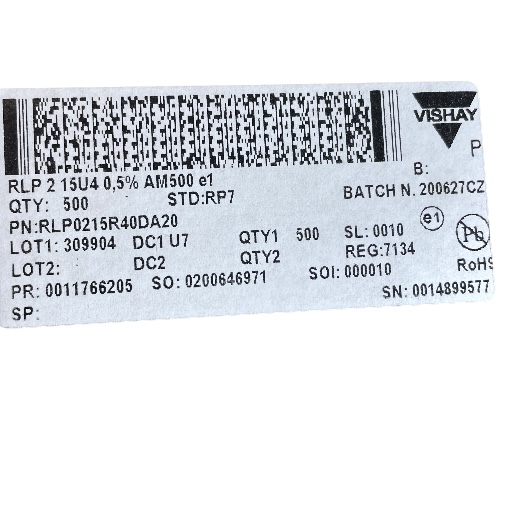 VISHAY
P
B:
RLP 2 15U4 0,5% AM500 e1
QTY: 500 STD:RP7 BATCH N. 200627CZ
PN:RLP0215R40DA20 e1 Pb
LOT1: 309904 DC1 U7 QTY1 500 SL: 0010
LOT2: DC2 QTY2 REG:7134 RoHS
PR: 0011766205 SO: 0200646971 SOI: 000010
SP: SN: 0014899577